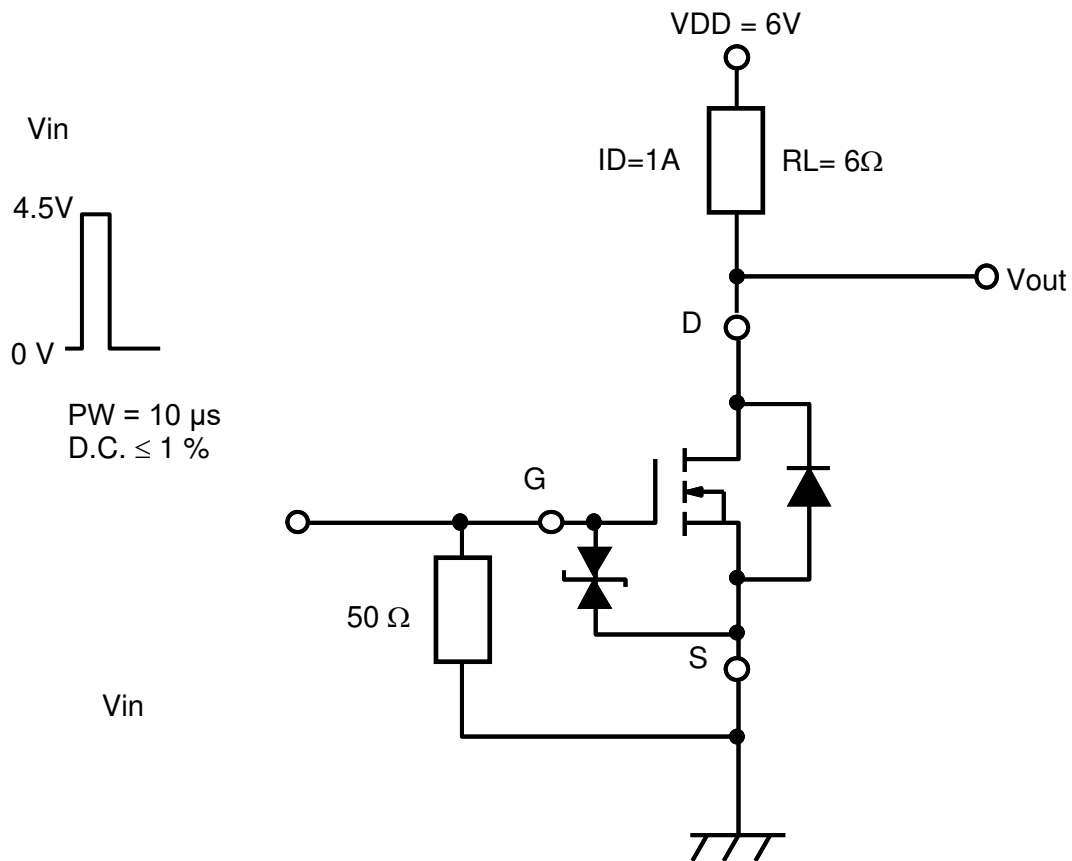 VDD = 6V
Vin
ID=1A
RL= 6Ω
4.5V
Vout
D
0 V
PW = 10 µs
D.C. ≤ 1 %
G
50 Ω
S
Vin